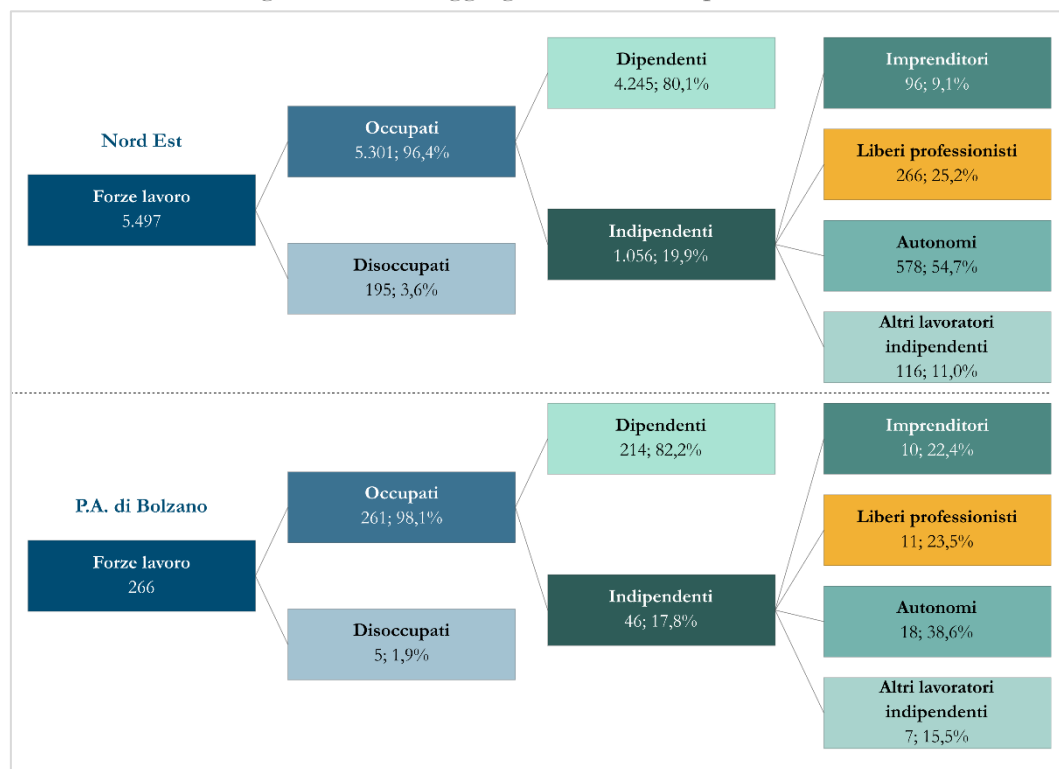 Nord Est
Forze lavoro
5.497
Occupati
5.301; 96,4%
Disoccupati
195; 3,6%
Dipendenti
4.245; 80,1%
Indipendenti
1.056; 19,9%
Imprenditori
96; 9,1%
Liberi professionisti
266; 25,2%
Autonomi
578; 54,7%
Altri lavoratori
indipendenti
116; 11,0%
P.A. di Bolzano
Forze lavoro
266
Occupati
261; 98,1%
Disoccupati
5; 1,9%
Dipendenti
214; 82,2%
Indipendenti
46; 17,8%
Imprenditori
10; 22,4%
Liberi professionisti
11; 23,5%
Autonomi
18; 38,6%
Altri lavoratori
indipendenti
7; 15,5%